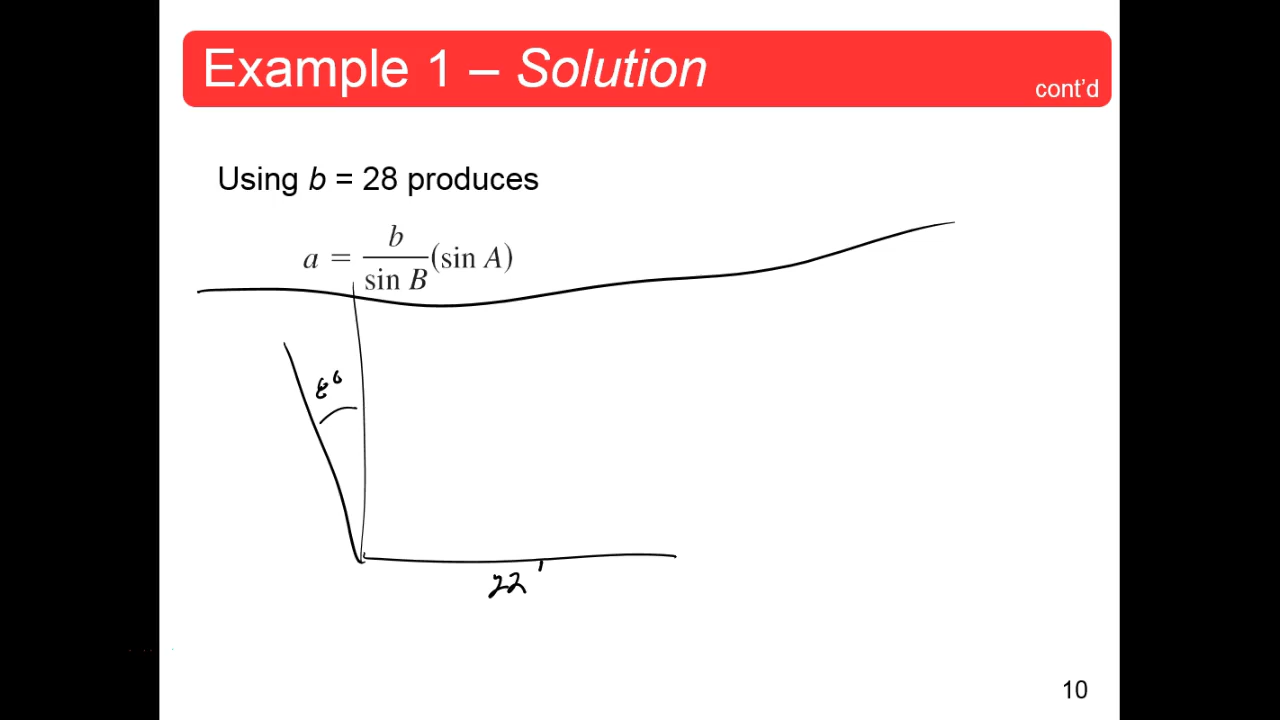 Example 1 – Solution
cont'd
Using b = 28 produces
a = b/sin B (sin A)
8°
22'
10